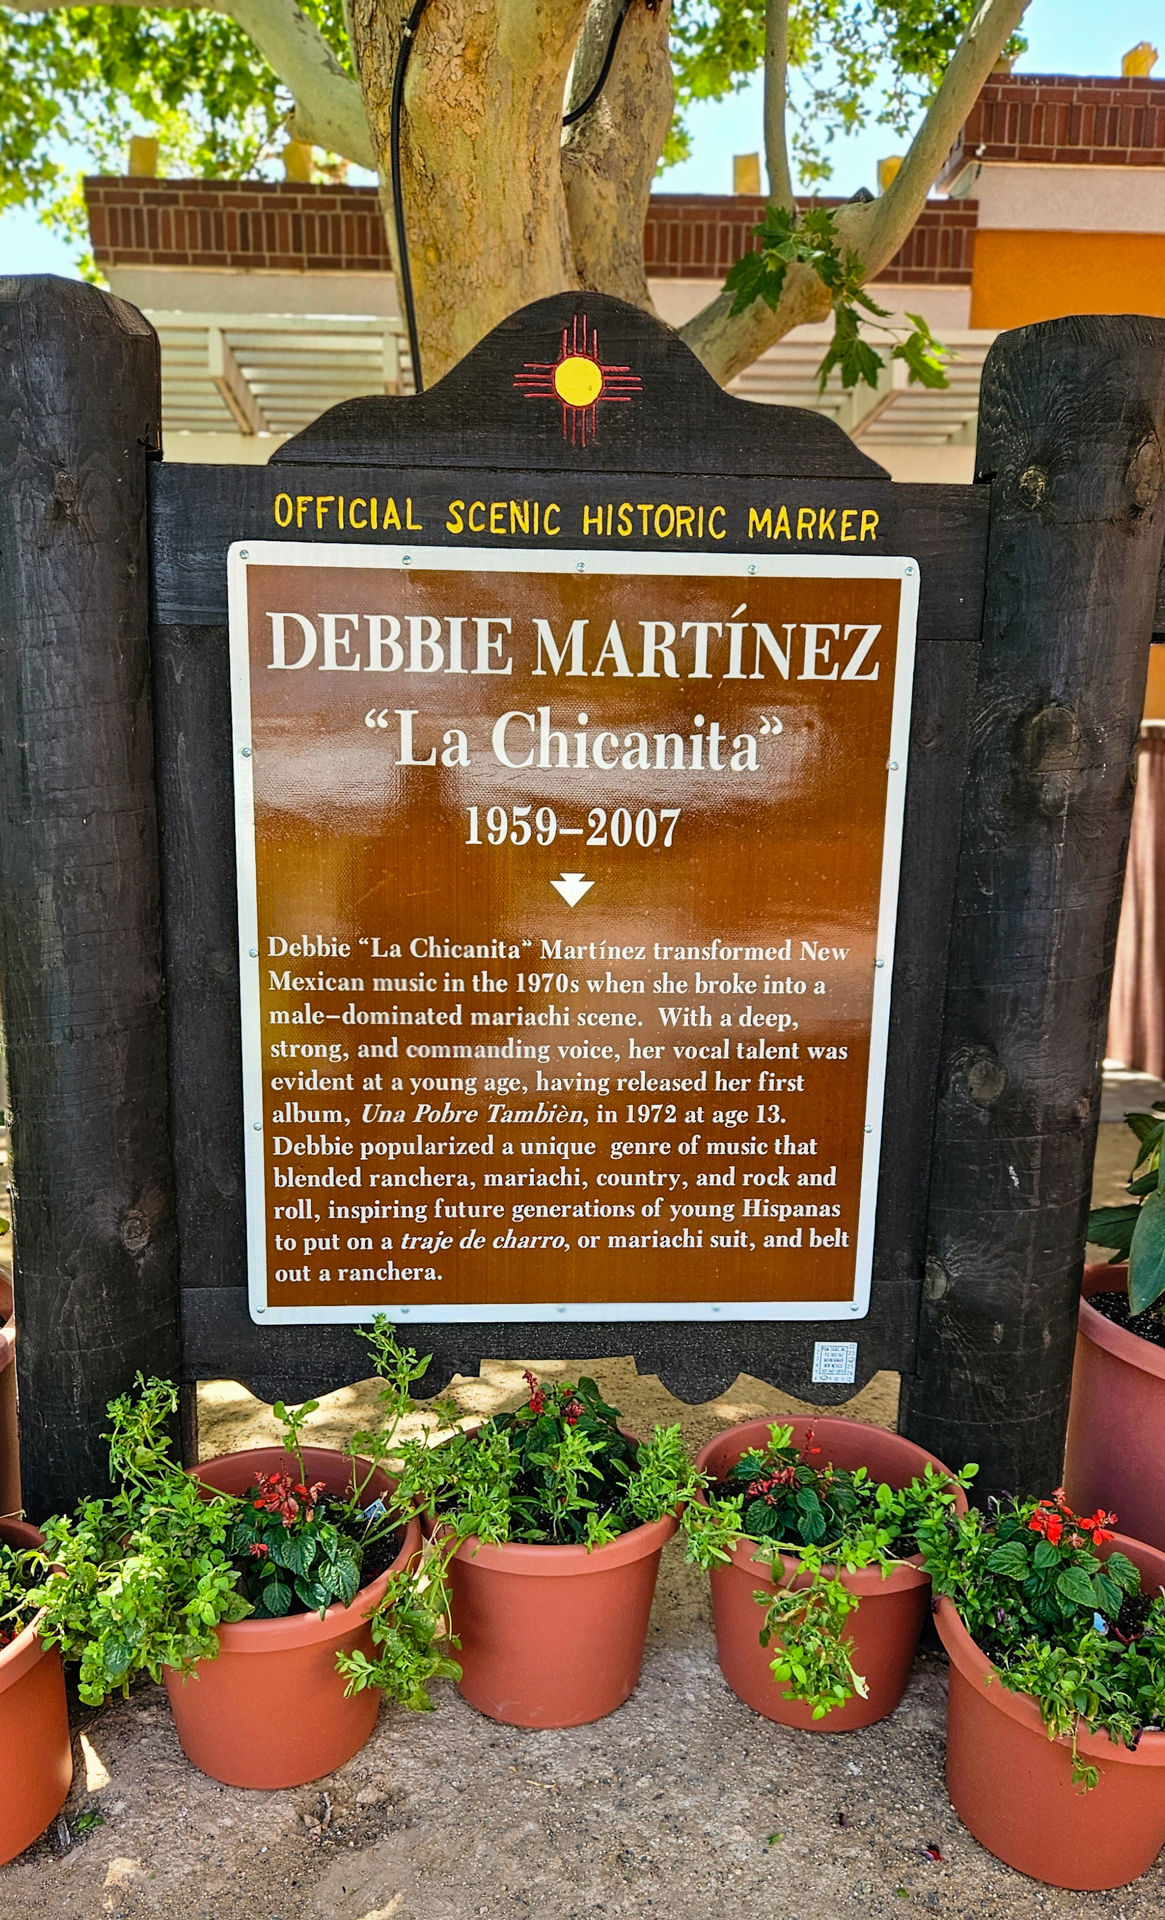 OFFICIAL SCENIC HISTORIC MARKER
DEBBIE MARTÍNEZ
“La Chicanita”
1959–2007
Debbie “La Chicanita” Martínez transformed New
Mexican music in the 1970s when she broke into a
male–dominated mariachi scene. With a deep,
strong, and commanding voice, her vocal talent was
evident at a young age, having released her first
album, Una Pobre Tambièn, in 1972 at age 13.
Debbie popularized a unique genre of music that
blended ranchera, mariachi, country, and rock and
roll, inspiring future generations of young Hispanas
to put on a traje de charro, or mariachi suit, and belt
out a ranchera.